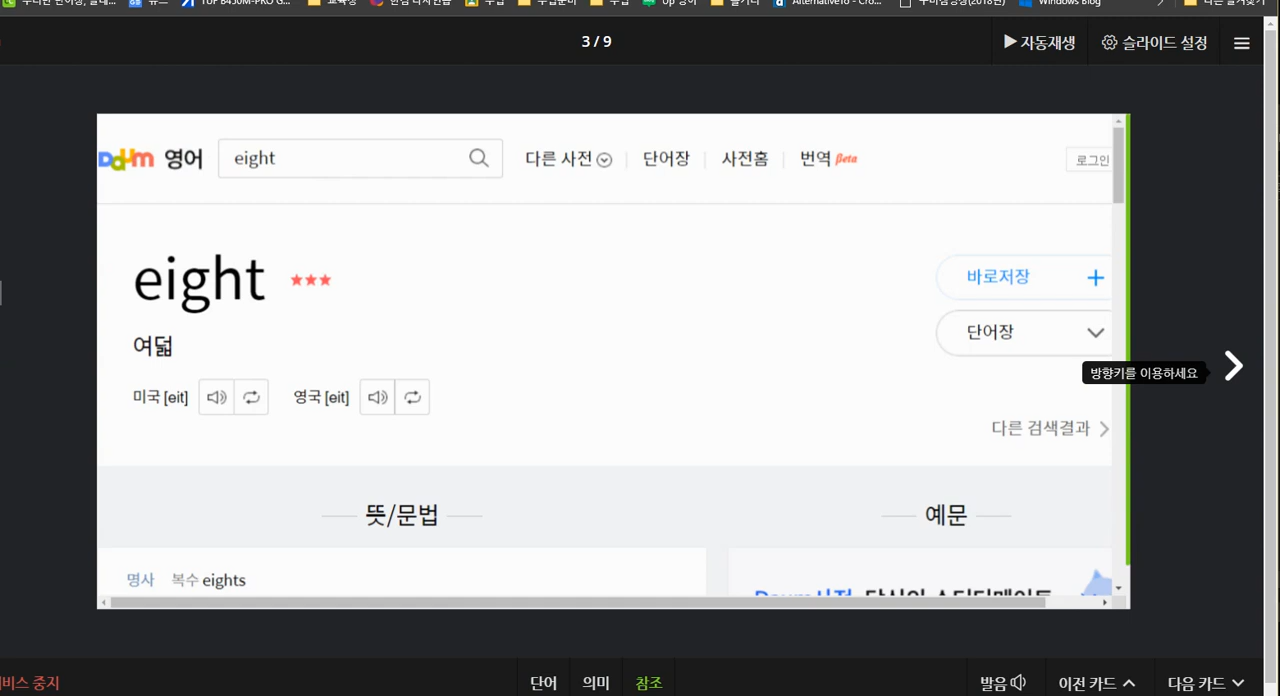 3 / 9
자동재생
슬라이드 설정
Daum 영어
eight
다른 사전
단어장
사전홈
번역 Beta
로그인
eight ★★★
바로저장 +
여덟
단어장
방향키를 이용하세요
미국 [eit]
영국 [eit]
다른 검색결과
뜻/문법
예문
명사 복수 eights
비스 중지
단어
의미
참조
발음
이전 카드
다음 카드